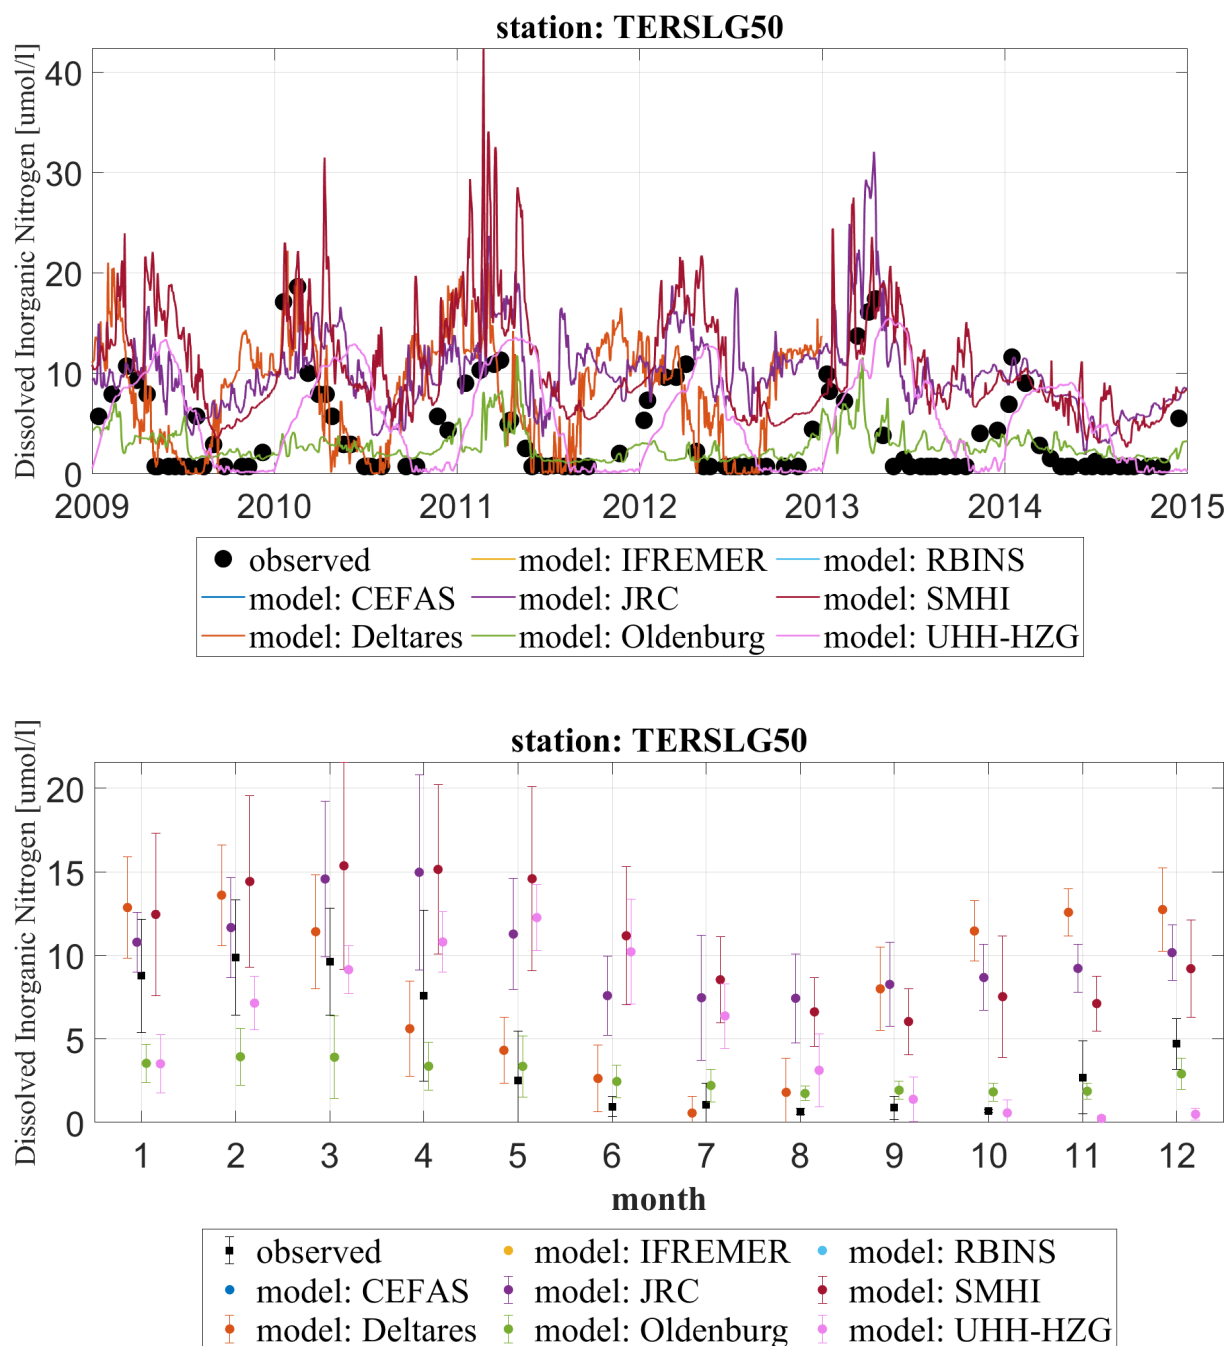 station: TERSLG50
Dissolved Inorganic Nitrogen [umol/l]
40
30
20
10
0
2009 2010 2011 2012 2013 2014 2015
observed model: IFREMER model: RBINS
model: CEFAS model: JRC model: SMHI
model: Deltares model: Oldenburg model: UHH-HZG
station: TERSLG50
Dissolved Inorganic Nitrogen [umol/l]
20
15
10
5
0
1 2 3 4 5 6 7 8 9 10 11 12
month
observed model: IFREMER model: RBINS
model: CEFAS model: JRC model: SMHI
model: Deltares model: Oldenburg model: UHH-HZG